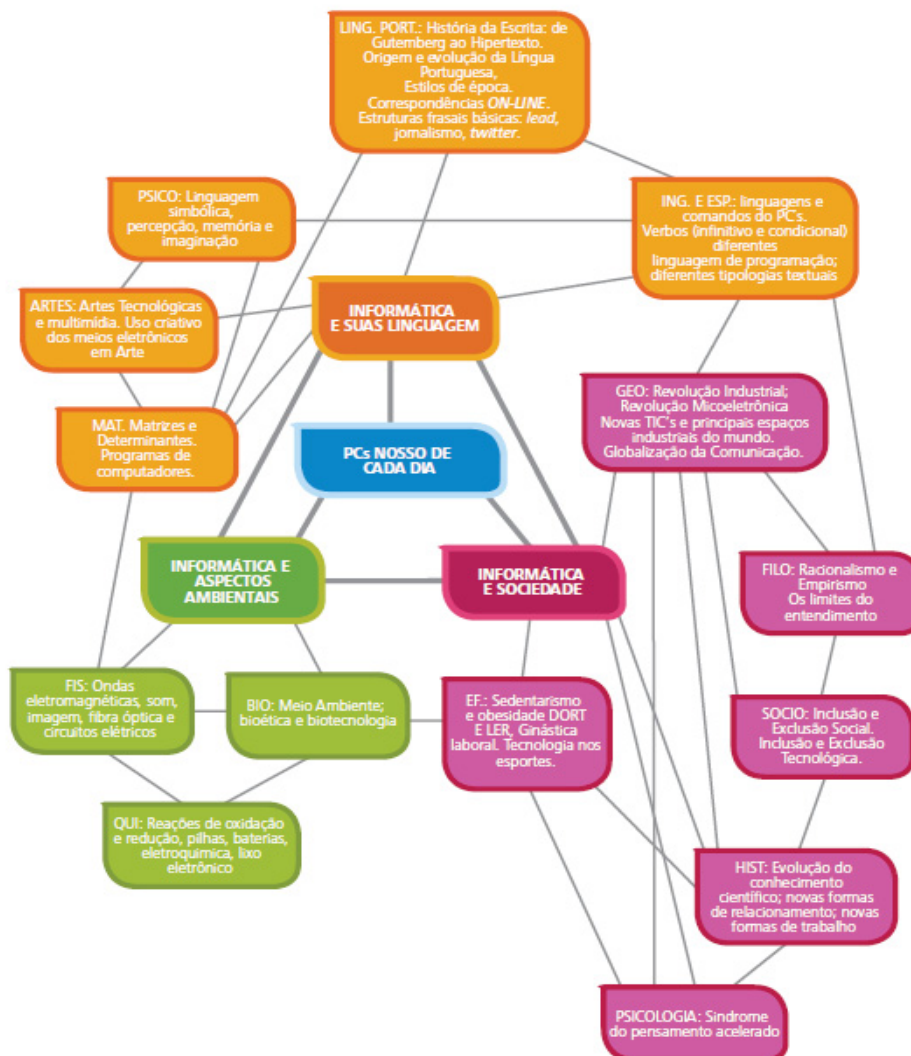 LING. PORT.: História da Escrita: de
Gutemberg ao Hipertexto.
Origem e evolução da Língua
Portuguesa,
Estilos de época.
Correspondências ON-LINE.
Estruturas frasais básicas: lead,
jornalismo, twitter.
PSICO: Linguagem
simbólica,
percepção, memória e
imaginação
ING. E ESP.: linguagens e
comandos do PC's.
Verbos (infinitivo e condicional)
diferentes
linguagem de programação;
diferentes tipologias textuais
ARTES: Artes Tecnológicas
e multimídia. Uso criativo
dos meios eletrônicos
em Arte
INFORMÁTICA
E SUAS LINGUAGEM
MAT. Matrizes e
Determinantes.
Programas de
computadores.
GEO: Revolução Industrial;
Revolução Micoeletrônica
Novas TIC's e principais espaços
industriais do mundo.
Globalização da Comunicação.
PCs NOSSO DE
CADA DIA
INFORMÁTICA E
ASPECTOS
AMBIENTAIS
INFORMÁTICA
E SOCIEDADE
FILO: Racionalismo e
Empirismo
Os limites do
entendimento
FIS: Ondas
eletromagnéticas, som,
imagem, fibra óptica e
circuitos elétricos
BIO: Meio Ambiente;
bioética e biotecnologia
EF.: Sedentarismo
e obesidade DORT
E LER, Ginástica
laboral. Tecnologia nos
esportes.
SOCIO: Inclusão e
Exclusão Social.
Inclusão e Exclusão
Tecnológica.
QUI: Reações de oxidação
e redução, pilhas, baterias,
eletroquimica, lixo
eletrônico
HIST: Evolução do
conhecimento
científico; novas formas
de relacionamento; novas
formas de trabalho
PSICOLOGIA: Sindrome
do pensamento acelerado